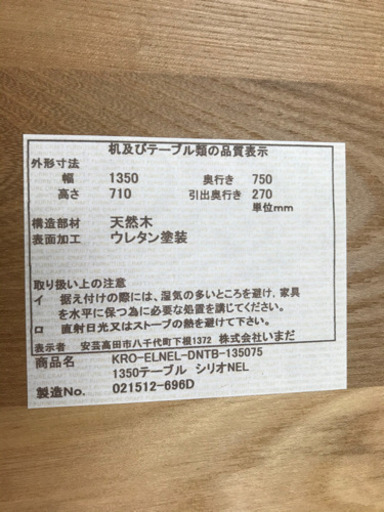 机及びテーブル類の品質表示
外形寸法
幅 1350 奥行き 750
高さ 710 引出奥行き 270
単位mm
構造部材 天然木
表面加工 ウレタン塗装
取り扱い上の注意
イ 据え付けの際には、湿気の多いところを避け、家具
を水平に保つ為に必要な処置を講じてください。
ロ 直射日光又はストーブの熱を避けて下さい。
表示者 安芸高田市八千代町下根1372 株式会社いまだ
商品名 KRO-ELNEL-DNTB-135075
1350テーブル シリオNEL
製造No. 021512-696D